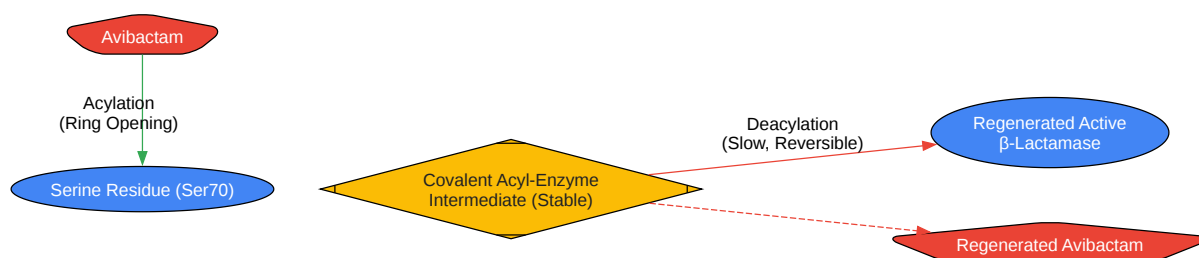 Avibactam
Acylation
(Ring Opening)
Serine Residue (Ser70)
Covalent Acyl-Enzyme
Intermediate (Stable)
Deacylation
(Slow, Reversible)
Regenerated Active
β-Lactamase
Regenerated Avibactam